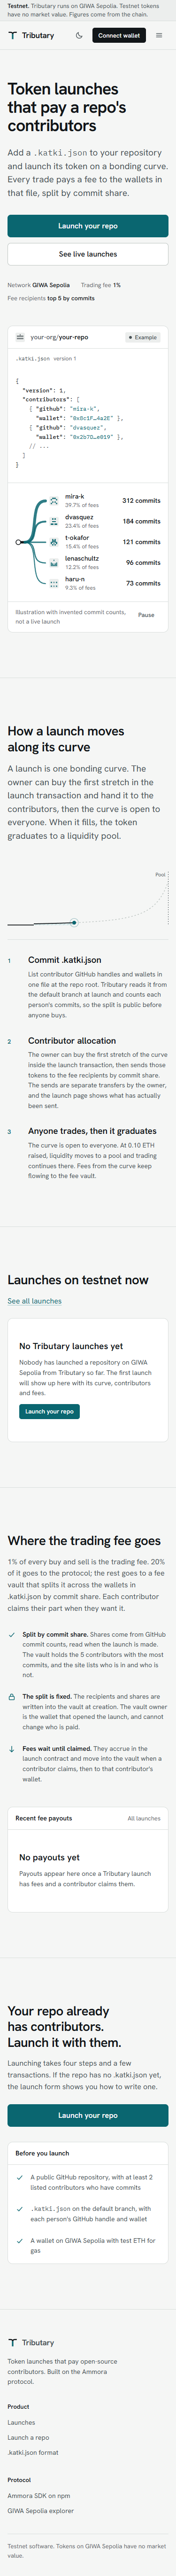 Testnet. Tributary runs on GIWA Sepolia. Testnet tokens
have no market value. Figures come from the chain.
Tributary
Connect wallet
Token launches
that pay a repo's
contributors
Add a .katki.json to your repository
and launch its token on a bonding curve.
Every trade pays a fee to the wallets in
that file, split by commit share.
Launch your repo
See live launches
Network GIWA Sepolia
Trading fee 1%
Fee recipients top 5 by commits
your-org/your-repo
Example
.katki.json version 1
{
"version": 1,
"contributors": [
{ "github": "mira-k",
"github": "dvasquez",
// ...
]
}
mira-k
39.7% of fees
312 commits
dvasquez
23.4% of fees
184 commits
t-okafor
15.4% of fees
121 commits
lenaschultz
12.2% of fees
96 commits
haru-n
9.3% of fees
73 commits
Illustration with invented commit counts,
not a live launch
Pause
How a launch moves
along its curve
A launch is one bonding curve. The
owner can buy the first stretch in the
launch transaction and hand it to the
contributors, then the curve is open to
everyone. When it fills, the token
graduates to a liquidity pool.
Pool
1
Commit .katki.json
List contributor GitHub handles and wallets in
one file at the repo root. Tributary reads it from
the default branch at launch and counts each
person's commits, so the split is public before
anyone buys.
2
Contributor allocation
The owner can buy the first stretch of the curve
inside the launch transaction, then sends those
tokens to the fee recipients by commit share.
The sends are separate transfers by the owner,
and the launch page shows what has actually
been sent.
3
Anyone trades, then it graduates
The curve is open to everyone. At 0.10 ETH
raised, liquidity moves to a pool and trading
continues there. Fees from the curve keep
flowing to the fee vault.
Launches on testnet now
See all launches
No Tributary launches yet
Nobody has launched a repository on GIWA
Sepolia from Tributary so far. The first launch
will show up here with its curve, contributors
and fees.
Launch your repo
Where the trading fee goes
1% of every buy and sell is the trading fee. 20%
of it goes to the protocol; the rest goes to a fee
vault that splits it across the wallets in
.katki.json by commit share. Each contributor
claims their part when they want it.
Split by commit share. Shares come from GitHub
commit counts, read when the launch is made.
The vault holds the 5 contributors with the most
commits, and the site lists who is in and who is
not.
The split is fixed. The recipients and shares are
written into the vault at creation. The vault owner
is the wallet that opened the launch, and cannot
change who is paid.
Fees wait until claimed. They accrue in the
launch contract and move into the vault when a
contributor claims, then to that contributor's
wallet.
Recent fee payouts
All launches
No payouts yet
Payouts appear here once a Tributary launch
has fees and a contributor claims them.
Your repo already
has contributors.
Launch it with them.
Launching takes four steps and a few
transactions. If the repo has no .katki.json yet,
the launch form shows you how to write one.
Launch your repo
Before you launch
A public GitHub repository, with at least 2
listed contributors who have commits
.katki.json on the default branch, with
each person's GitHub handle and wallet
A wallet on GIWA Sepolia with test ETH for
gas
Tributary
Token launches that pay open-source
contributors. Built on the Ammora
protocol.
Product
Launches
Launch a repo
.katki.json format
Protocol
Ammora SDK on npm
GIWA Sepolia explorer
Testnet software. Tokens on GIWA Sepolia have no market
value.